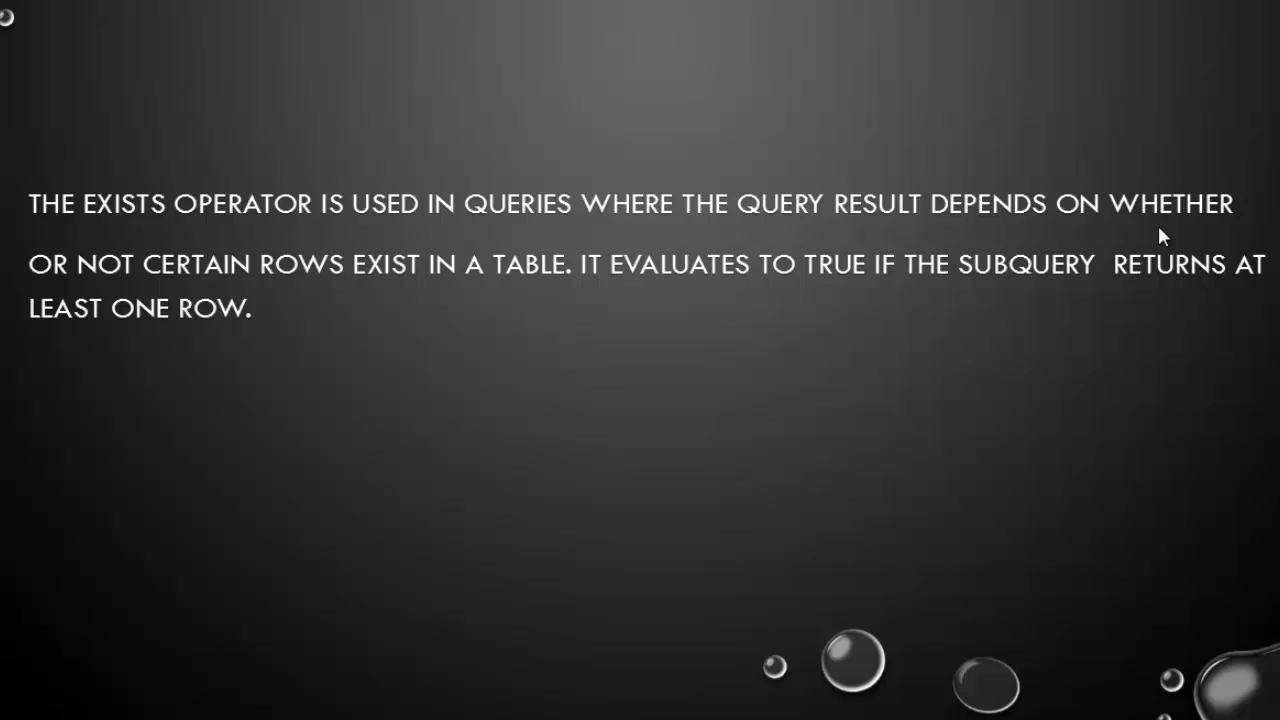 THE EXISTS OPERATOR IS USED IN QUERIES WHERE THE QUERY RESULT DEPENDS ON WHETHER
OR NOT CERTAIN ROWS EXIST IN A TABLE. IT EVALUATES TO TRUE IF THE SUBQUERY  RETURNS AT
LEAST ONE ROW.